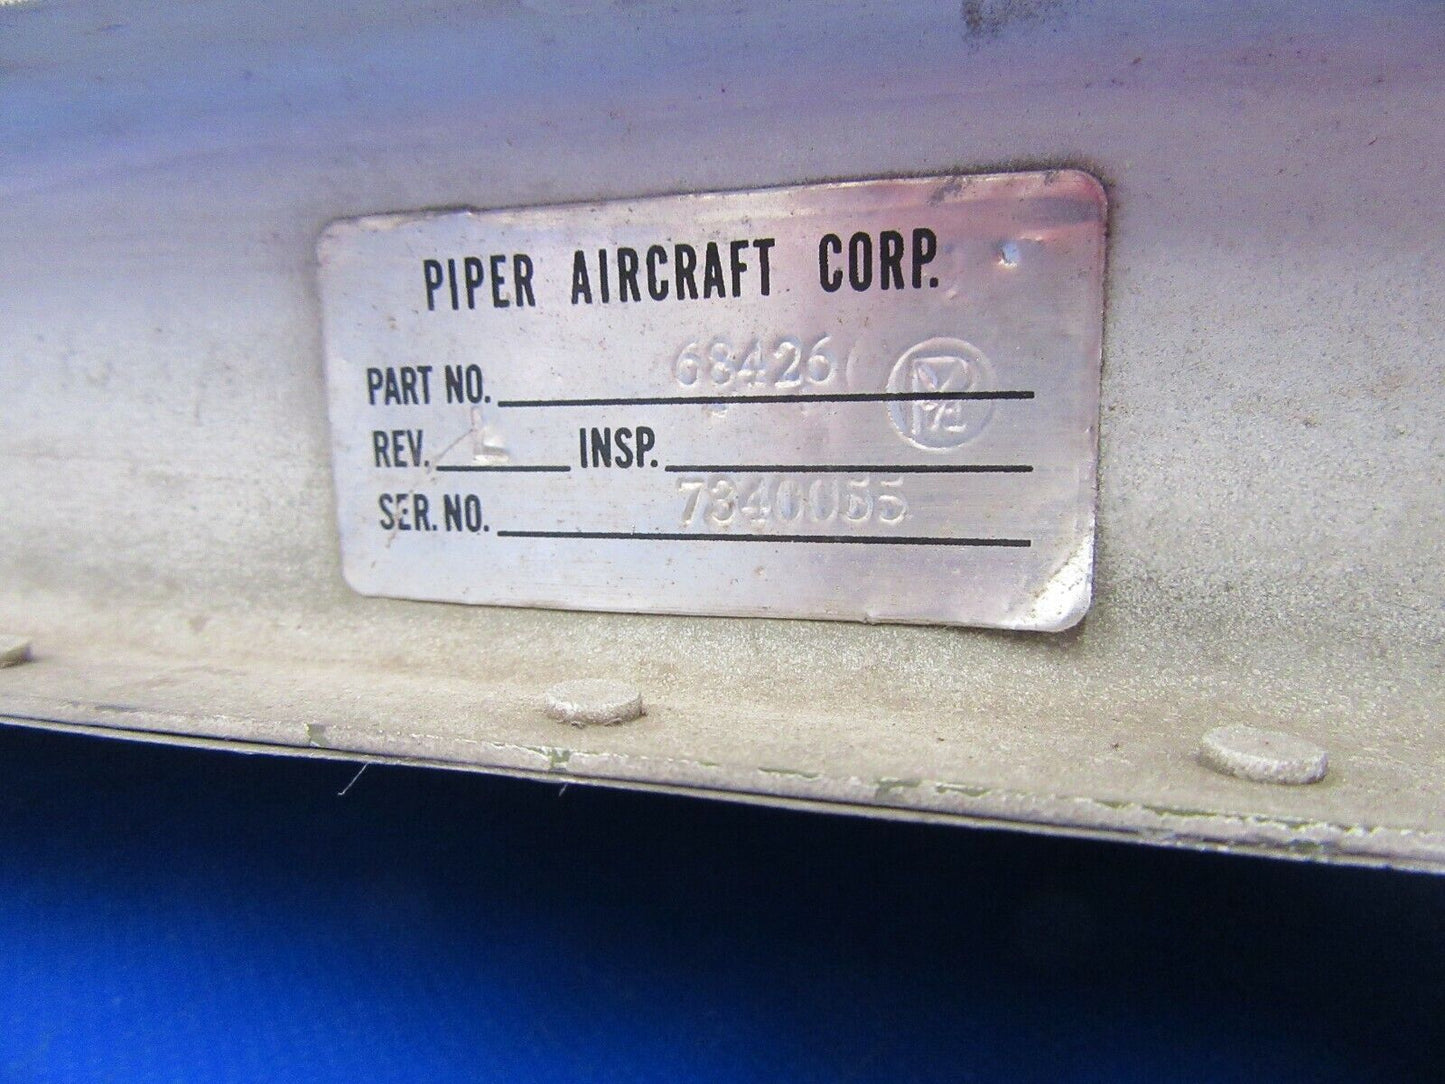 PIPER AIRCRAFT CORP.
PART NO. 68426
REV. L INSP.
SER. NO. 7340055